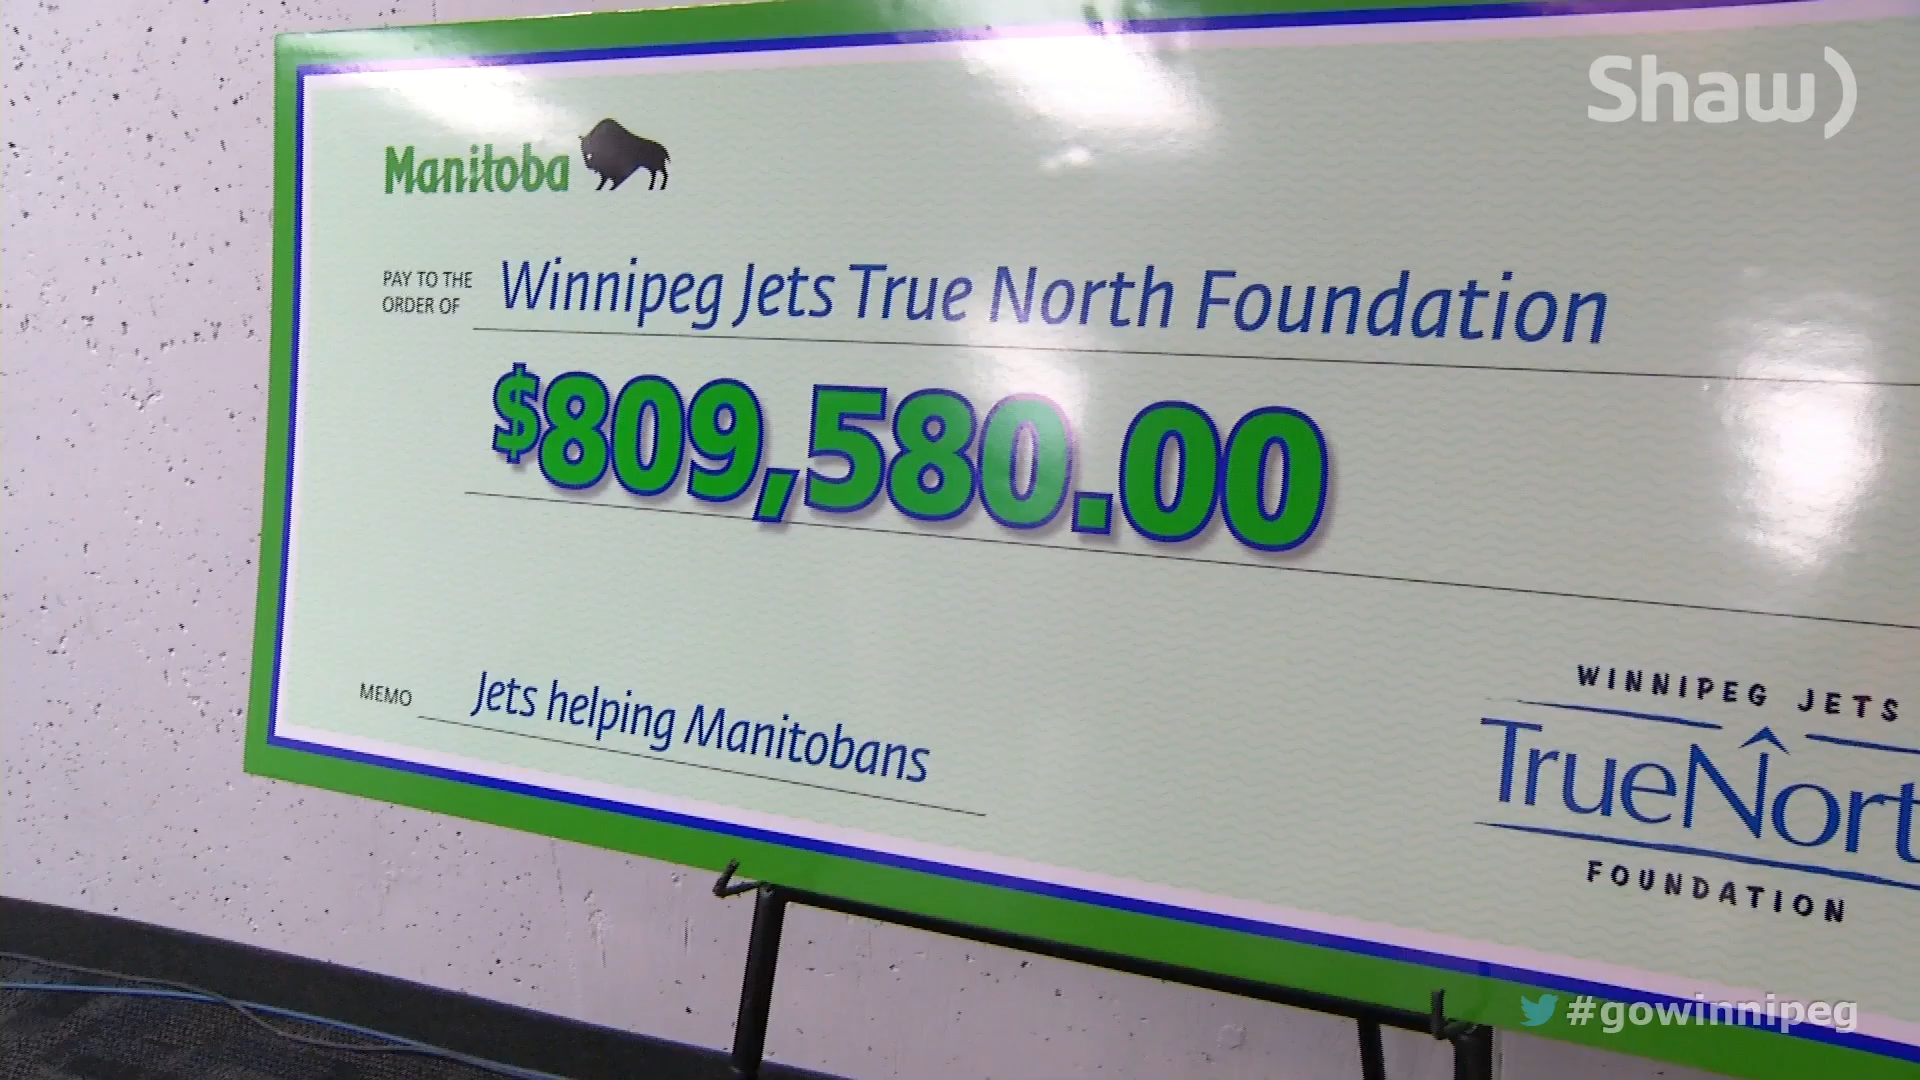 Shaw)
Manitoba
PAY TO THE
ORDER OF
Winnipeg Jets True North Foundation
$809,580.00
MEMO
Jets helping Manitobans
WINNIPEG JETS
TrueNort
FOUNDATION
#gowinnipeg